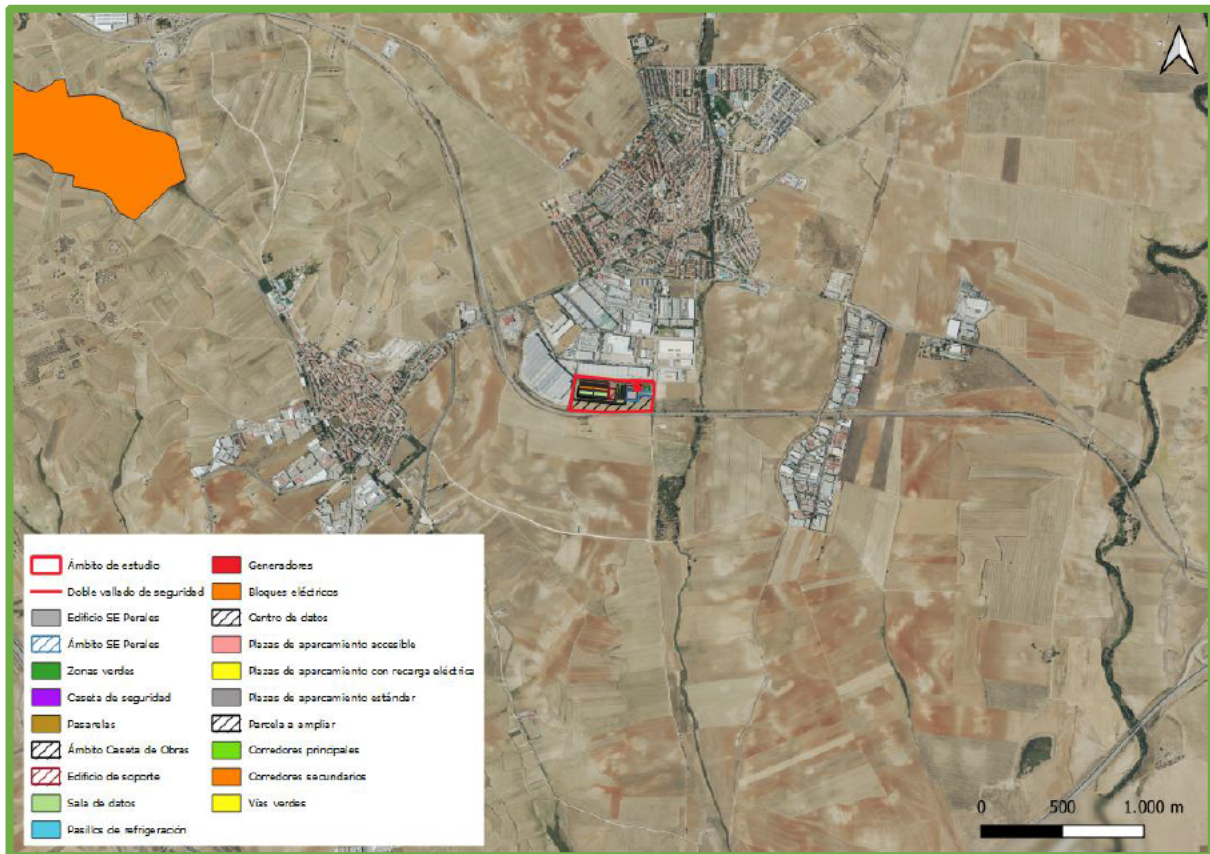 Ámbito de estudio
Doble vallado de seguridad
Edificio SE Perales
Ámbito SE Perales
Zonas verdes
Caseta de seguridad
Pasarelas
Ámbito Caseta de Obras
Edificio de soporte
Sala de datos
Pasillos de refrigeración
Generadores
Bloques eléctricos
Centro de datos
Plazas de aparcamiento accesible
Plazas de aparcamiento con recarga eléctrica
Plazas de aparcamiento estándar
Parcela a ampliar
Corredores principales
Corredores secundarios
Vías verdes
0 500 1.000 m